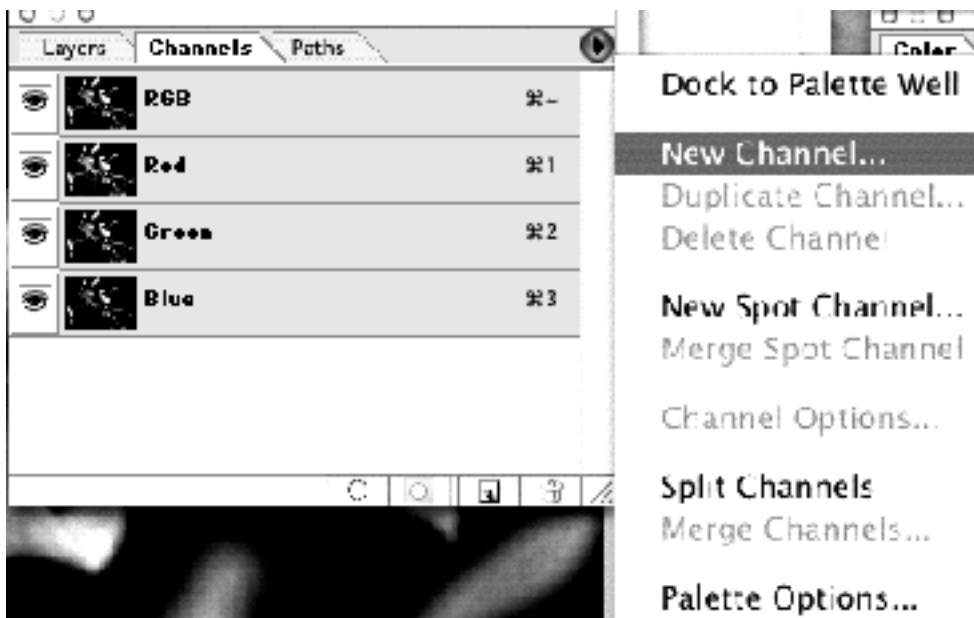 Layers Channels Paths
RGB ⌘~
Red ⌘1
Green ⌘2
Blue ⌘3
Color
Dock to Palette Well
New Channel...
Duplicate Channel...
Delete Channel
New Spot Channel...
Merge Spot Channel
Channel Options...
Split Channels
Merge Channels...
Palette Options...